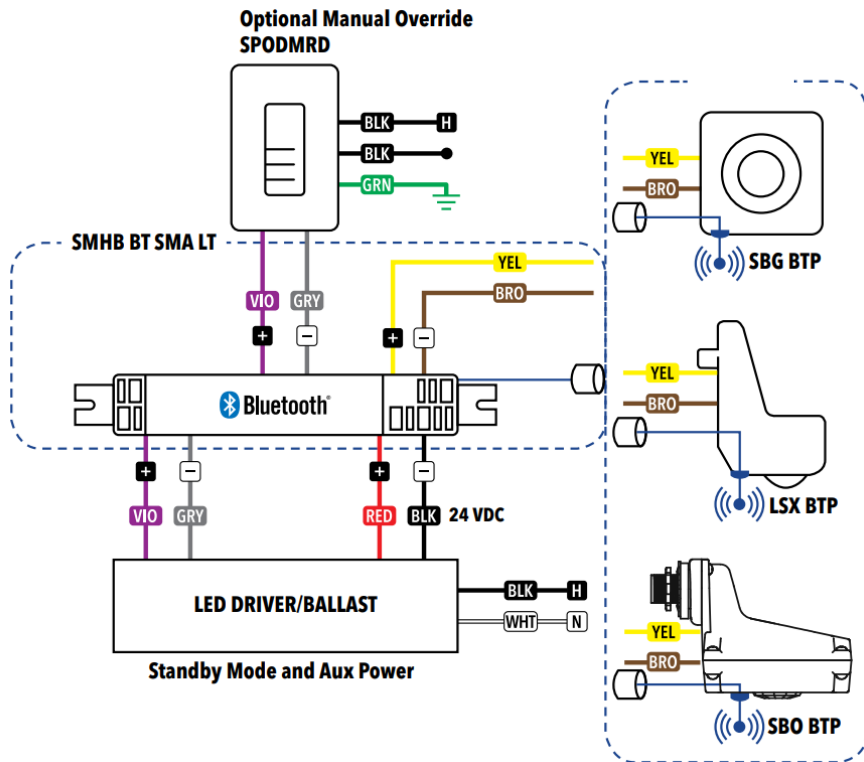 Optional Manual Override
SPODMRD
BLK H
BLK
GRN
SMHB BT SMA LT
VIO GRY
+ −
YEL
BRO
+ −
Bluetooth®
+ − + −
VIO GRY RED BLK 24 VDC
LED DRIVER/BALLAST
BLK H
WHT N
Standby Mode and Aux Power
YEL
BRO
SBG BTP
YEL
BRO
LSX BTP
YEL
BRO
SBO BTP